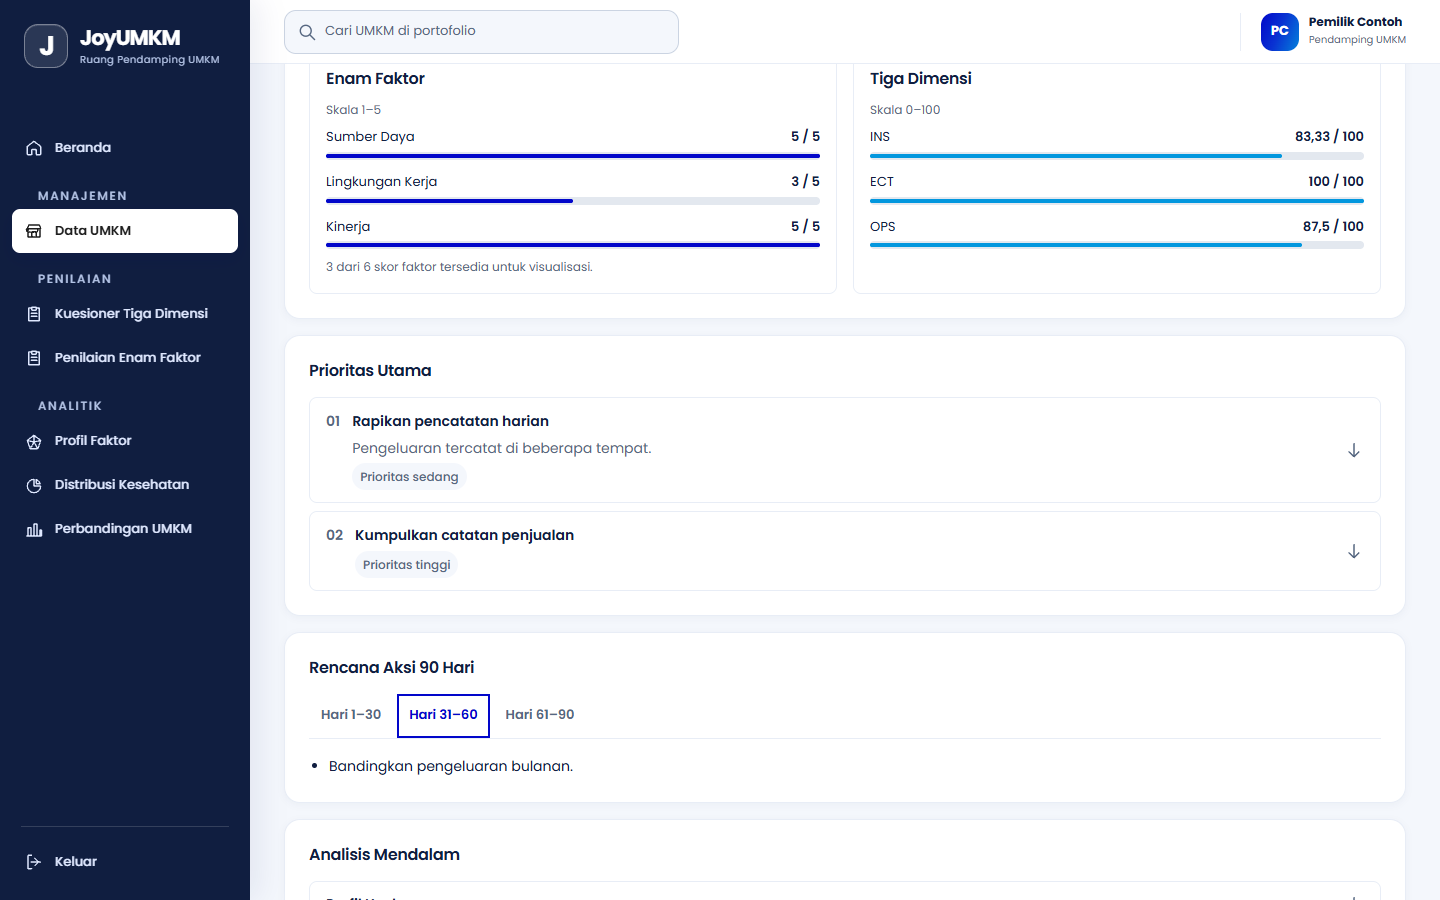 J
JoyUMKM
Ruang Pendamping UMKM
Beranda
MANAJEMEN
Data UMKM
PENILAIAN
Kuesioner Tiga Dimensi
Penilaian Enam Faktor
ANALITIK
Profil Faktor
Distribusi Kesehatan
Perbandingan UMKM
Keluar
Cari UMKM di portofolio
PC
Pemilik Contoh
Pendamping UMKM
Enam Faktor
Skala 1–5
Sumber Daya 5 / 5
Lingkungan Kerja 3 / 5
Kinerja 5 / 5
3 dari 6 skor faktor tersedia untuk visualisasi.
Tiga Dimensi
Skala 0–100
INS 83,33 / 100
ECT 100 / 100
OPS 87,5 / 100
Prioritas Utama
01 Rapikan pencatatan harian
Pengeluaran tercatat di beberapa tempat.
Prioritas sedang
02 Kumpulkan catatan penjualan
Prioritas tinggi
Rencana Aksi 90 Hari
Hari 1–30 Hari 31–60 Hari 61–90
• Bandingkan pengeluaran bulanan.
Analisis Mendalam